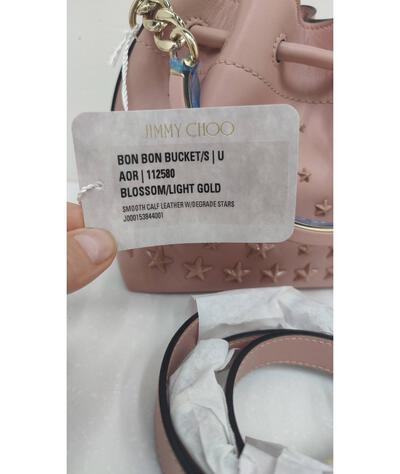 JIMMY CHOO
BON BON BUCKET/S | U
AOR | 112580
BLOSSOM/LIGHT GOLD
SMOOTH CALF LEATHER W/DEGRADE STARS
J000153844001